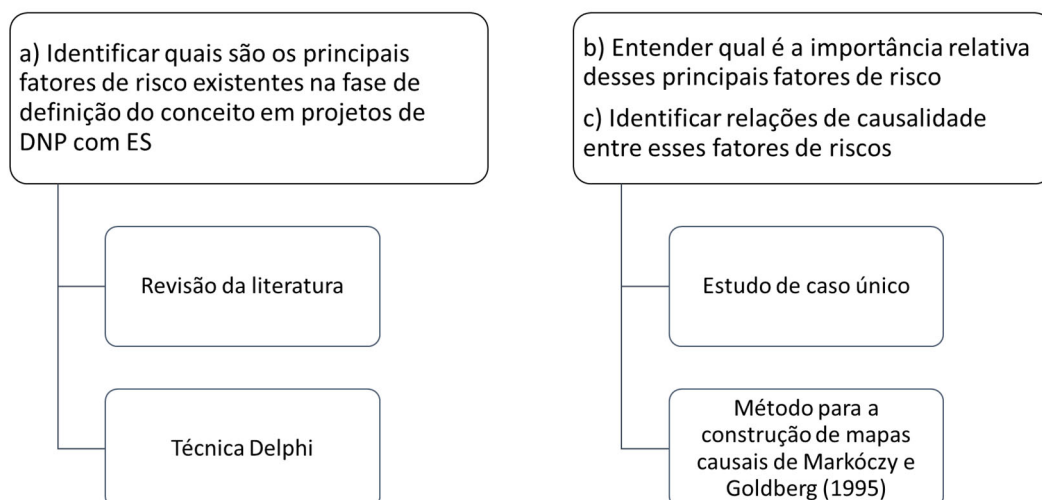 a) Identificar quais são os principais
fatores de risco existentes na fase de
definição do conceito em projetos de
DNP com ES
Revisão da literatura
Técnica Delphi
b) Entender qual é a importância relativa
desses principais fatores de risco
c) Identificar relações de causalidade
entre esses fatores de riscos
Estudo de caso único
Método para a
construção de mapas
causais de Markóczy e
Goldberg (1995)